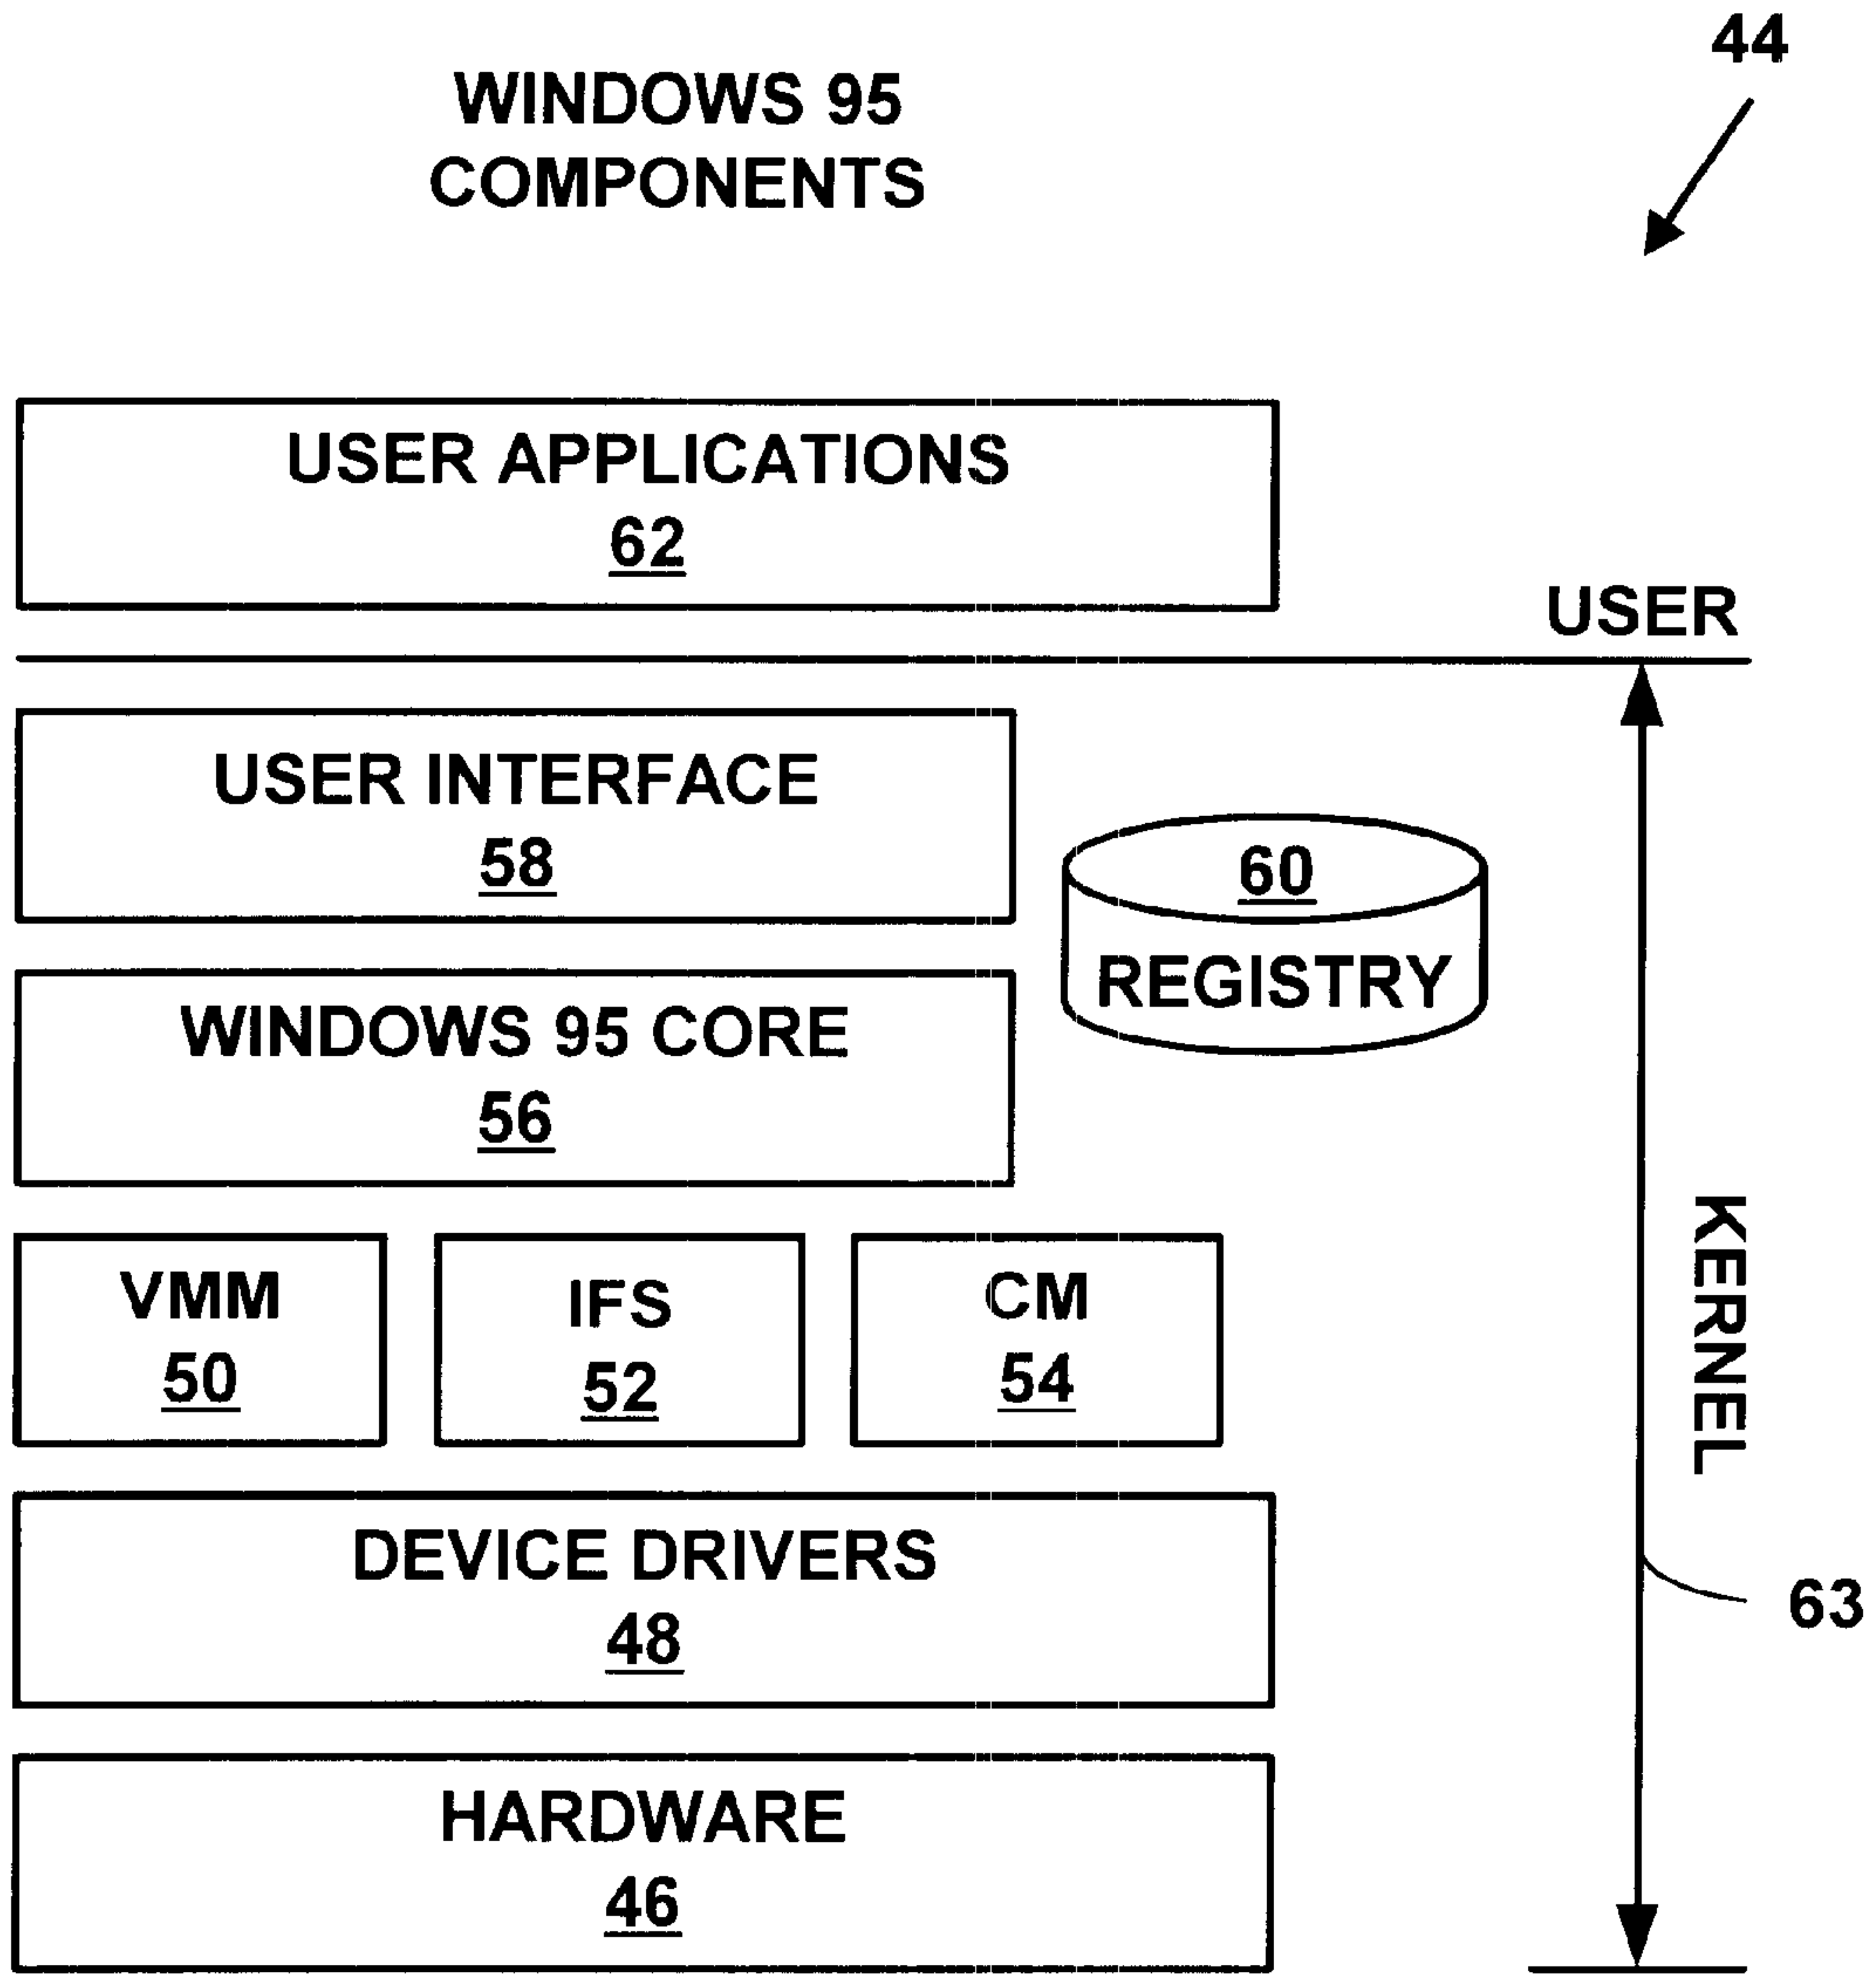 44
WINDOWS 95
COMPONENTS
USER APPLICATIONS
62
USER
USER INTERFACE
58
60
REGISTRY
WINDOWS 95 CORE
56
VMM
50
IFS
52
CM
54
KERNEL
DEVICE DRIVERS
48
63
HARDWARE
46